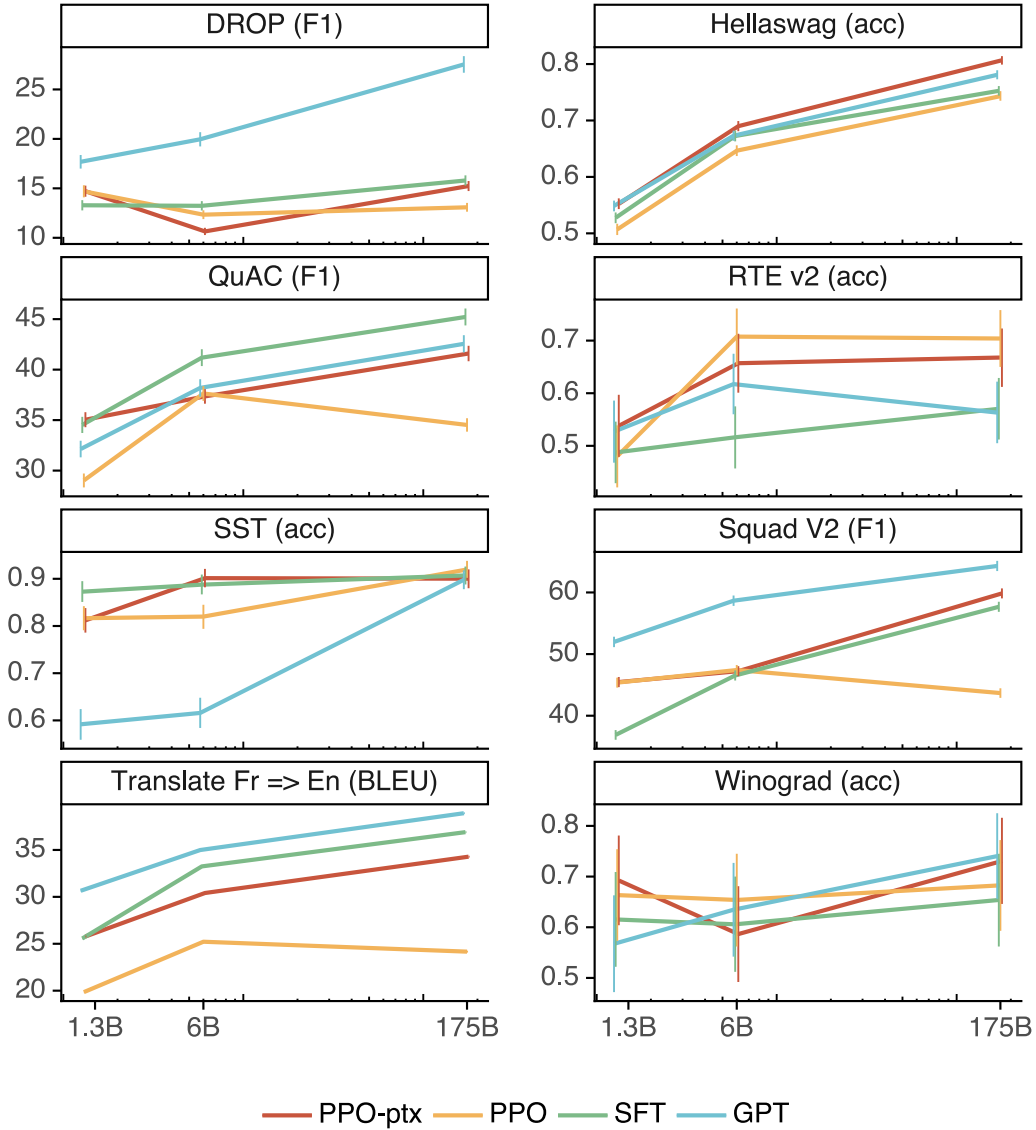 DROP (F1)
25
20
15
10
Hellaswag (acc)
0.8
0.7
0.6
0.5
QuAC (F1)
45
40
35
30
RTE v2 (acc)
0.7
0.6
0.5
SST (acc)
0.9
0.8
0.7
0.6
Squad V2 (F1)
60
50
40
Translate Fr => En (BLEU)
35
30
25
20
1.3B 6B 175B
Winograd (acc)
0.8
0.7
0.6
0.5
1.3B 6B 175B
PPO-ptx PPO SFT GPT